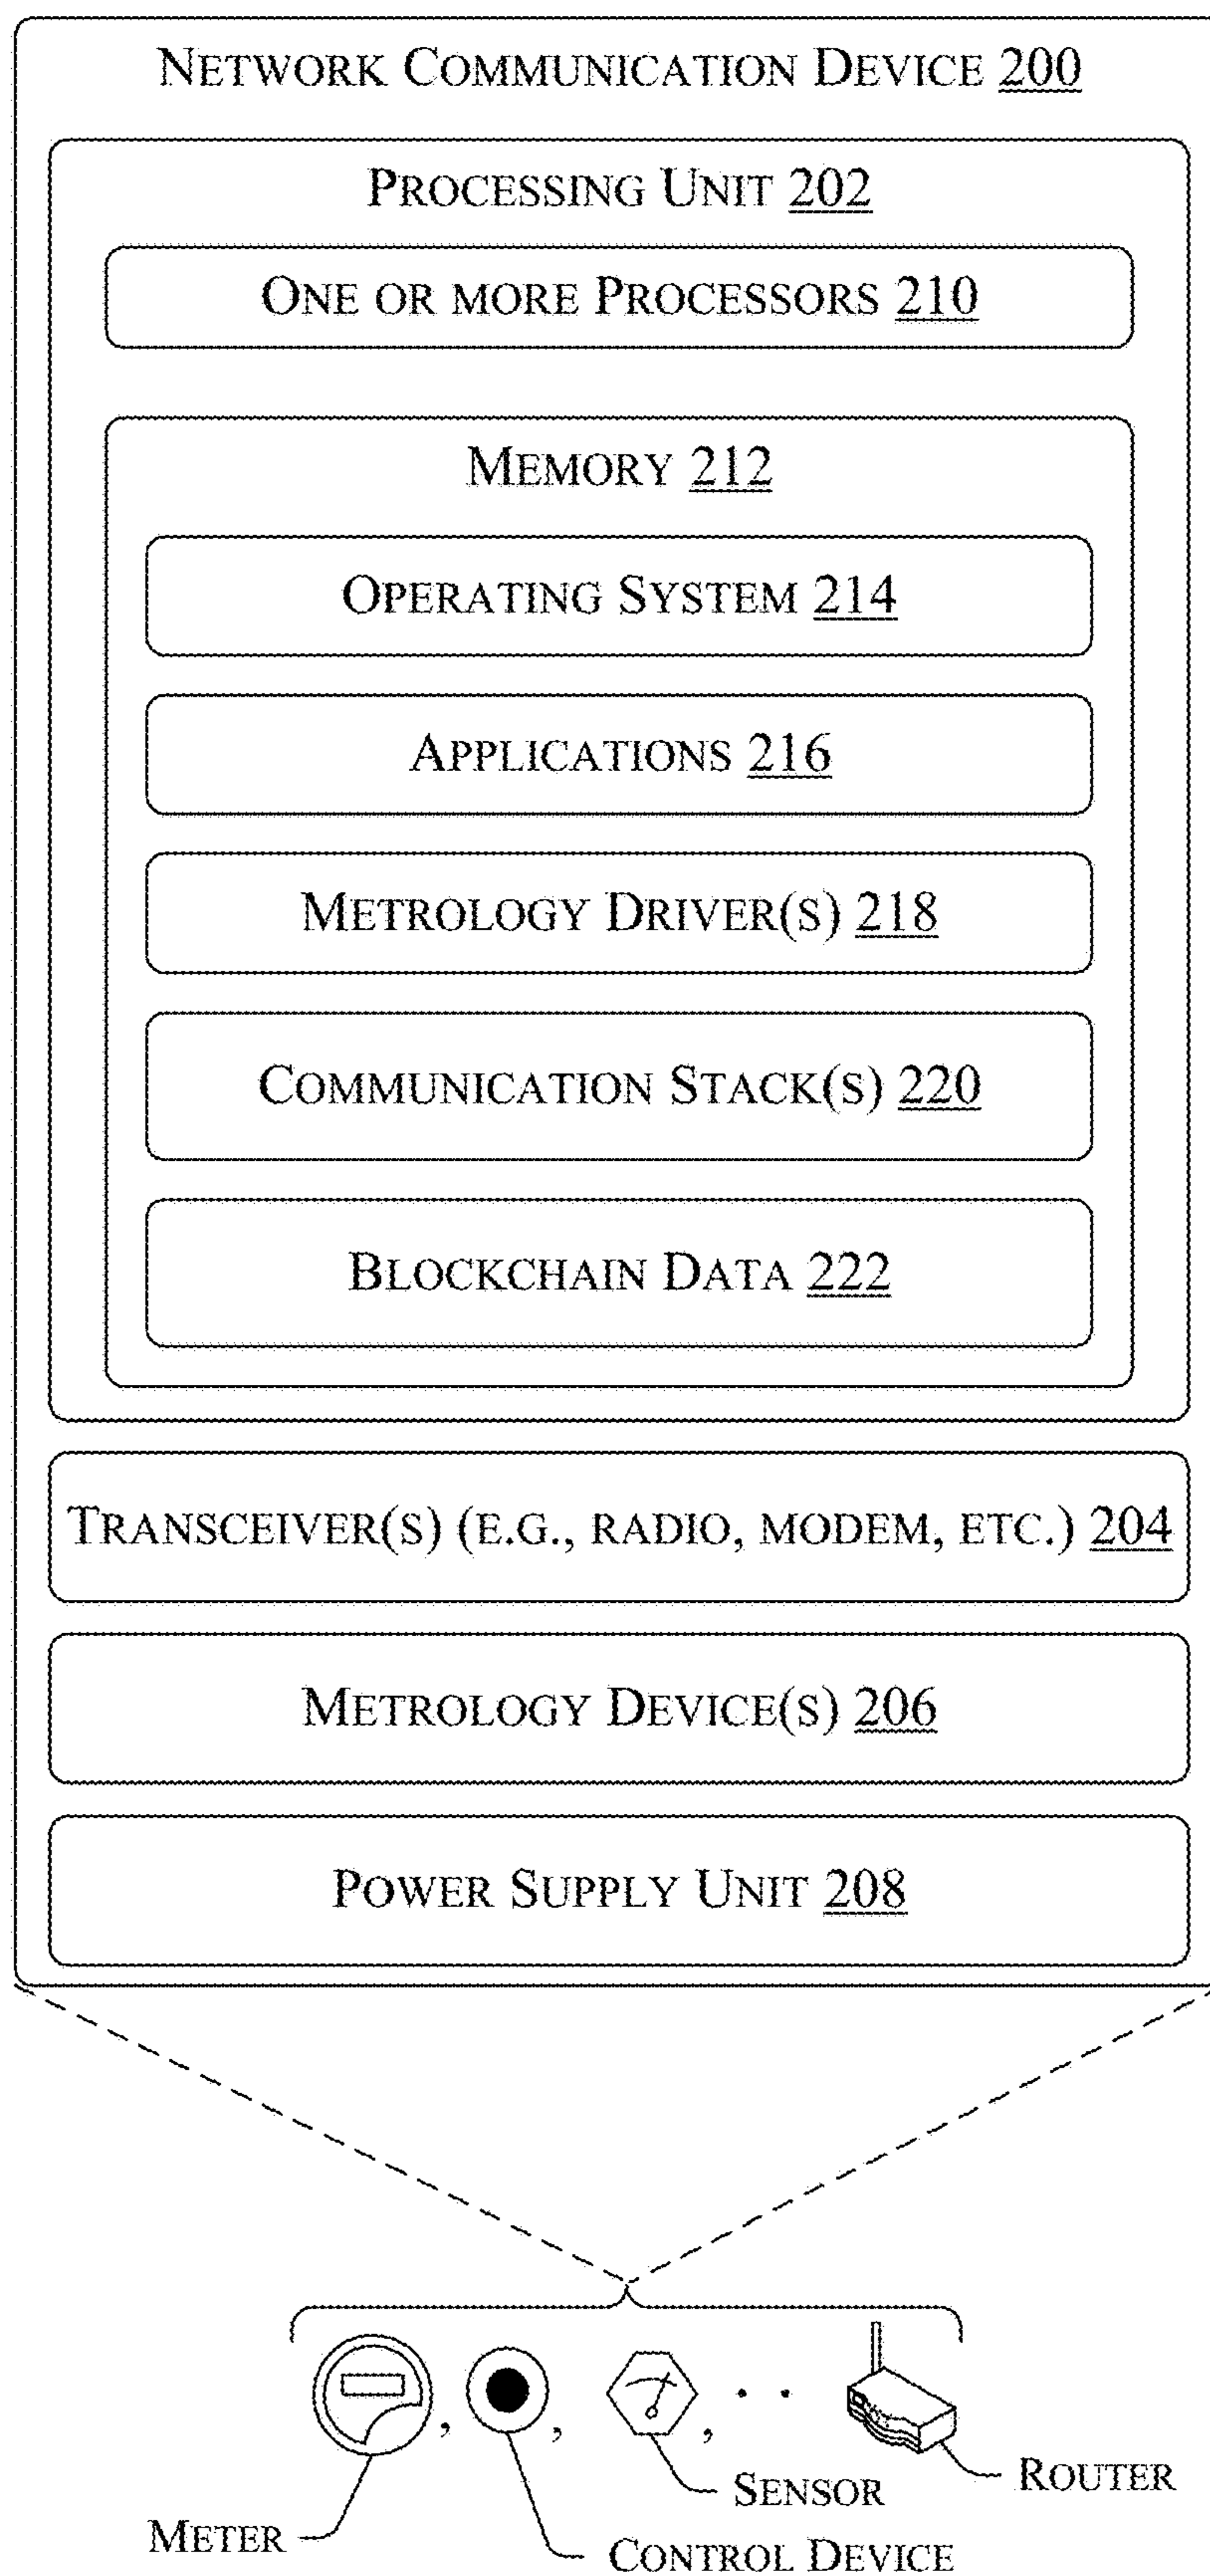 NETWORK COMMUNICATION DEVICE 200
PROCESSING UNIT 202
ONE OR MORE PROCESSORS 210
MEMORY 212
OPERATING SYSTEM 214
APPLICATIONS 216
METROLOGY DRIVER(S) 218
COMMUNICATION STACK(S) 220
BLOCKCHAIN DATA 222
TRANSCEIVER(S) (E.G., RADIO, MODEM, ETC.) 204
METROLOGY DEVICE(S) 206
POWER SUPPLY UNIT 208
, , , . .
ROUTER
SENSOR
METER
CONTROL DEVICE